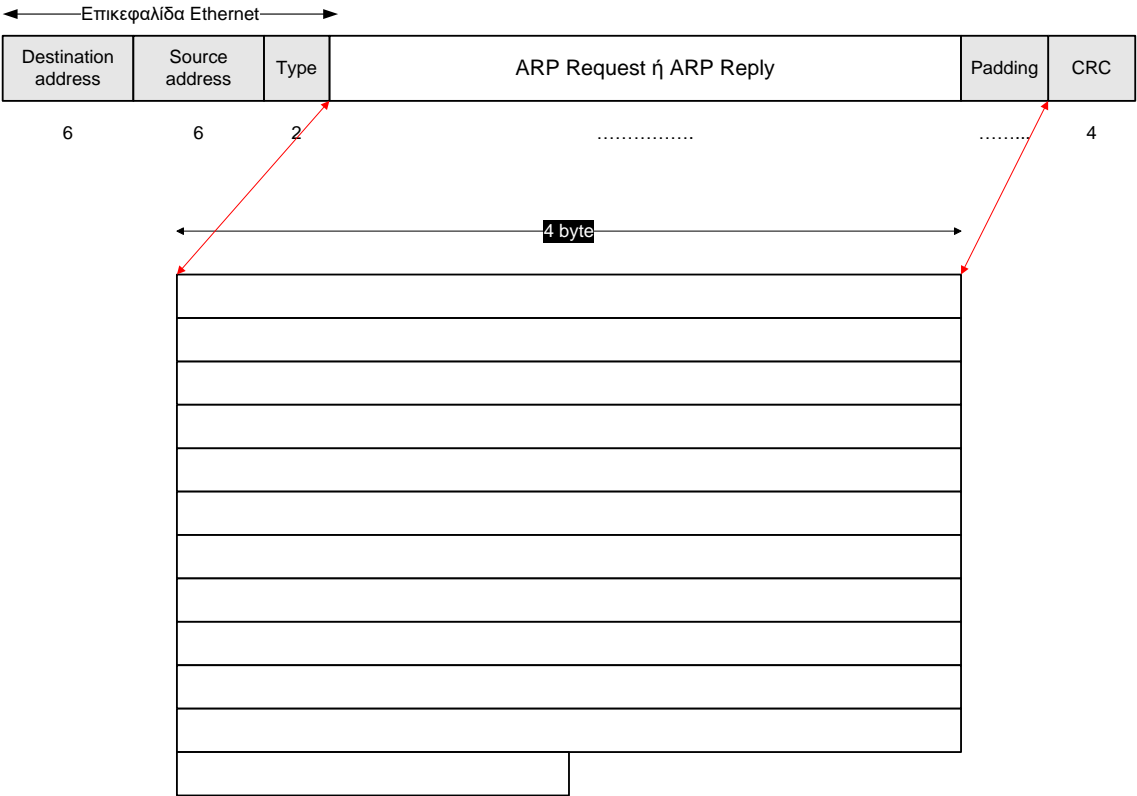 Επικεφαλίδα Ethernet
Destination address
Source address
Type
ARP Request ή ARP Reply
Padding
CRC
6
6
2
................
.........
4
4 byte